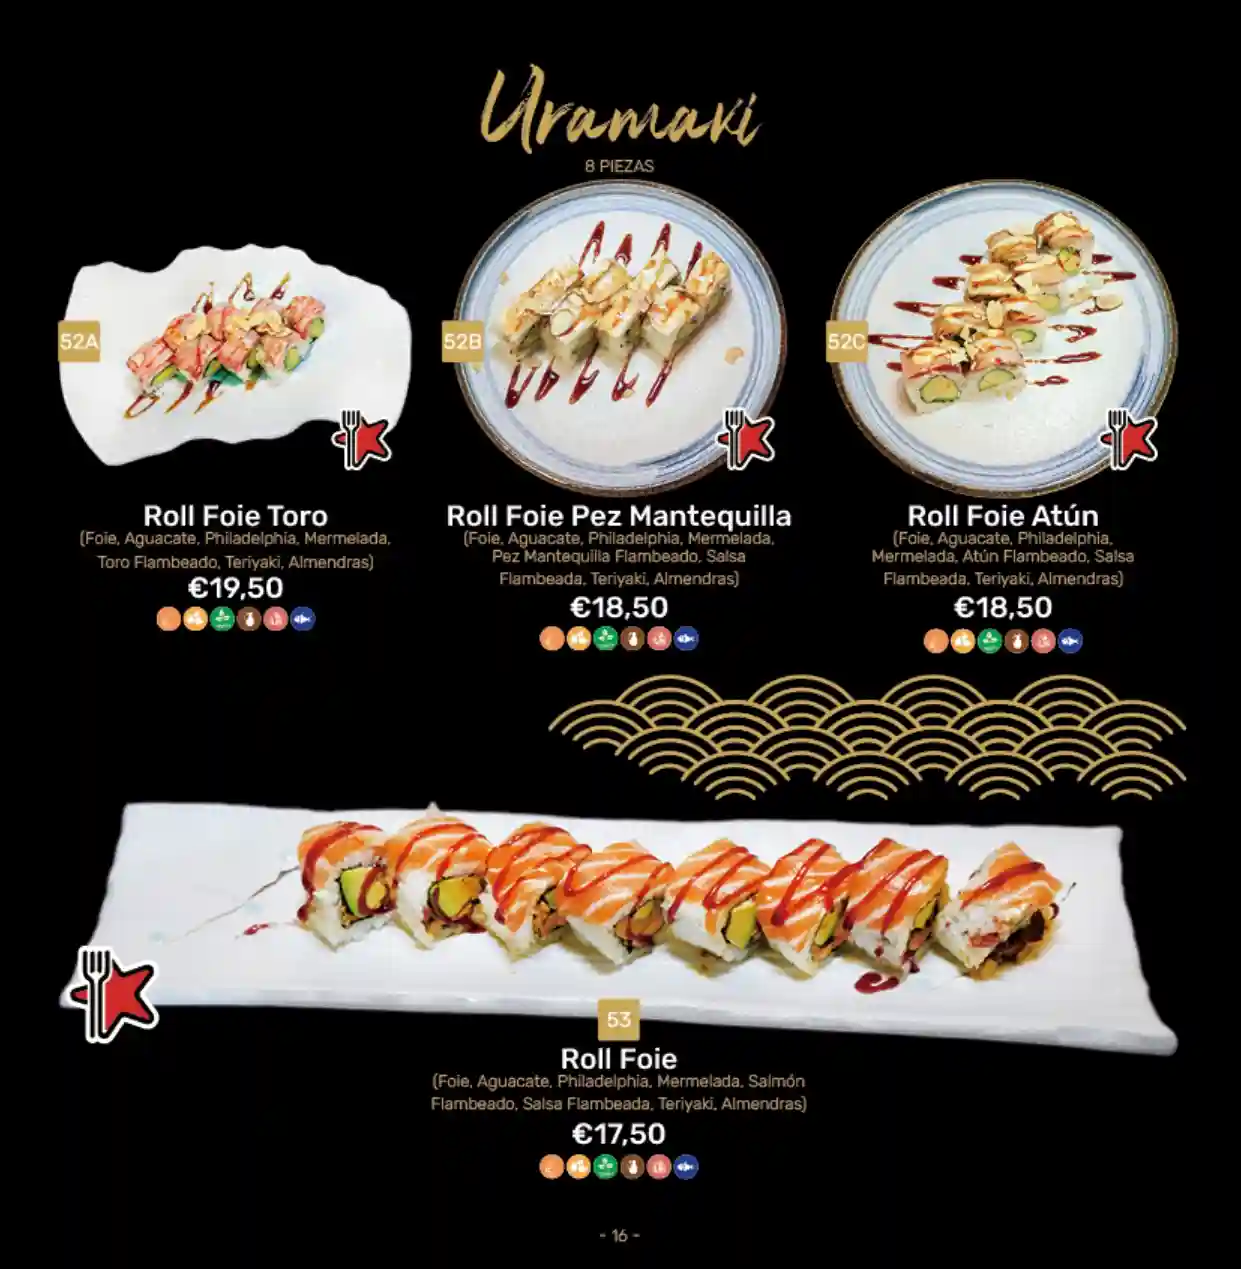 Uramaki
8 PIEZAS
52A
52B
52C
Roll Foie Toro
(Foie, Aguacate, Philadelphia, Mermelada,
Toro Flambeado, Teriyaki, Almendras)
€19,50
Roll Foie Pez Mantequilla
(Foie, Aguacate, Philadelphia, Mermelada,
Pez Mantequilla Flambeado, Salsa
Flambeada, Teriyaki, Almendras)
€18,50
Roll Foie Atún
(Foie, Aguacate, Philadelphia,
Mermelada, Atún Flambeado, Salsa
Flambeada, Teriyaki, Almendras)
€18,50
53
Roll Foie
(Foie, Aguacate, Philadelphia, Mermelada, Salmón
Flambeado, Salsa Flambeada, Teriyaki, Almendras)
€17,50
- 16 -